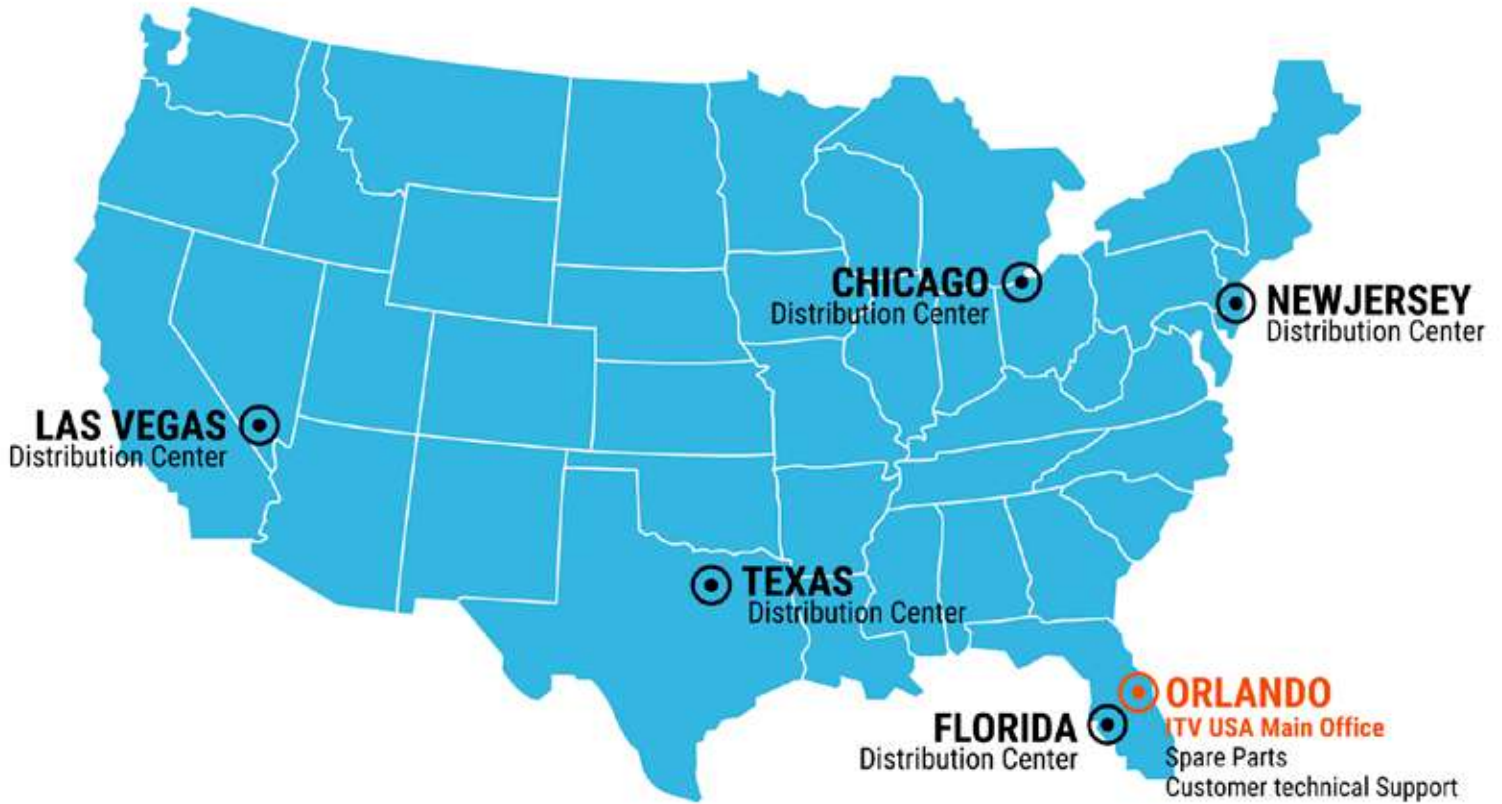 CHICAGO
Distribution Center
NEWJERSEY
Distribution Center
LAS VEGAS
Distribution Center
TEXAS
Distribution Center
ORLANDO
ITV USA Main Office
Spare Parts
Customer technical Support
FLORIDA
Distribution Center